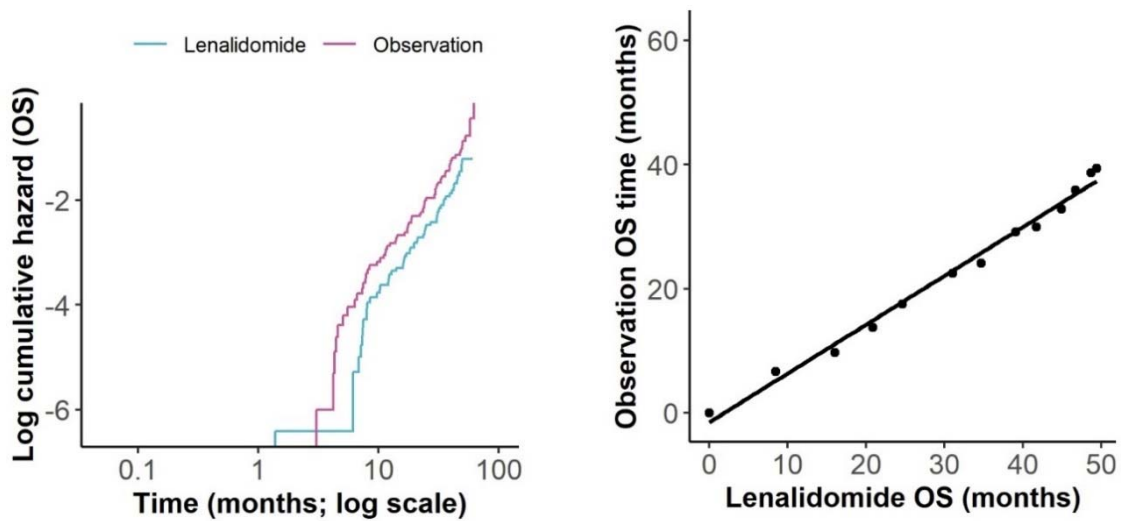 Lenalidomide Observation
Log cumulative hazard (OS)
-2
-4
-6
0.1 1 10 100
Time (months; log scale)
Observation OS time (months)
60
40
20
0
0 10 20 30 40 50
Lenalidomide OS (months)